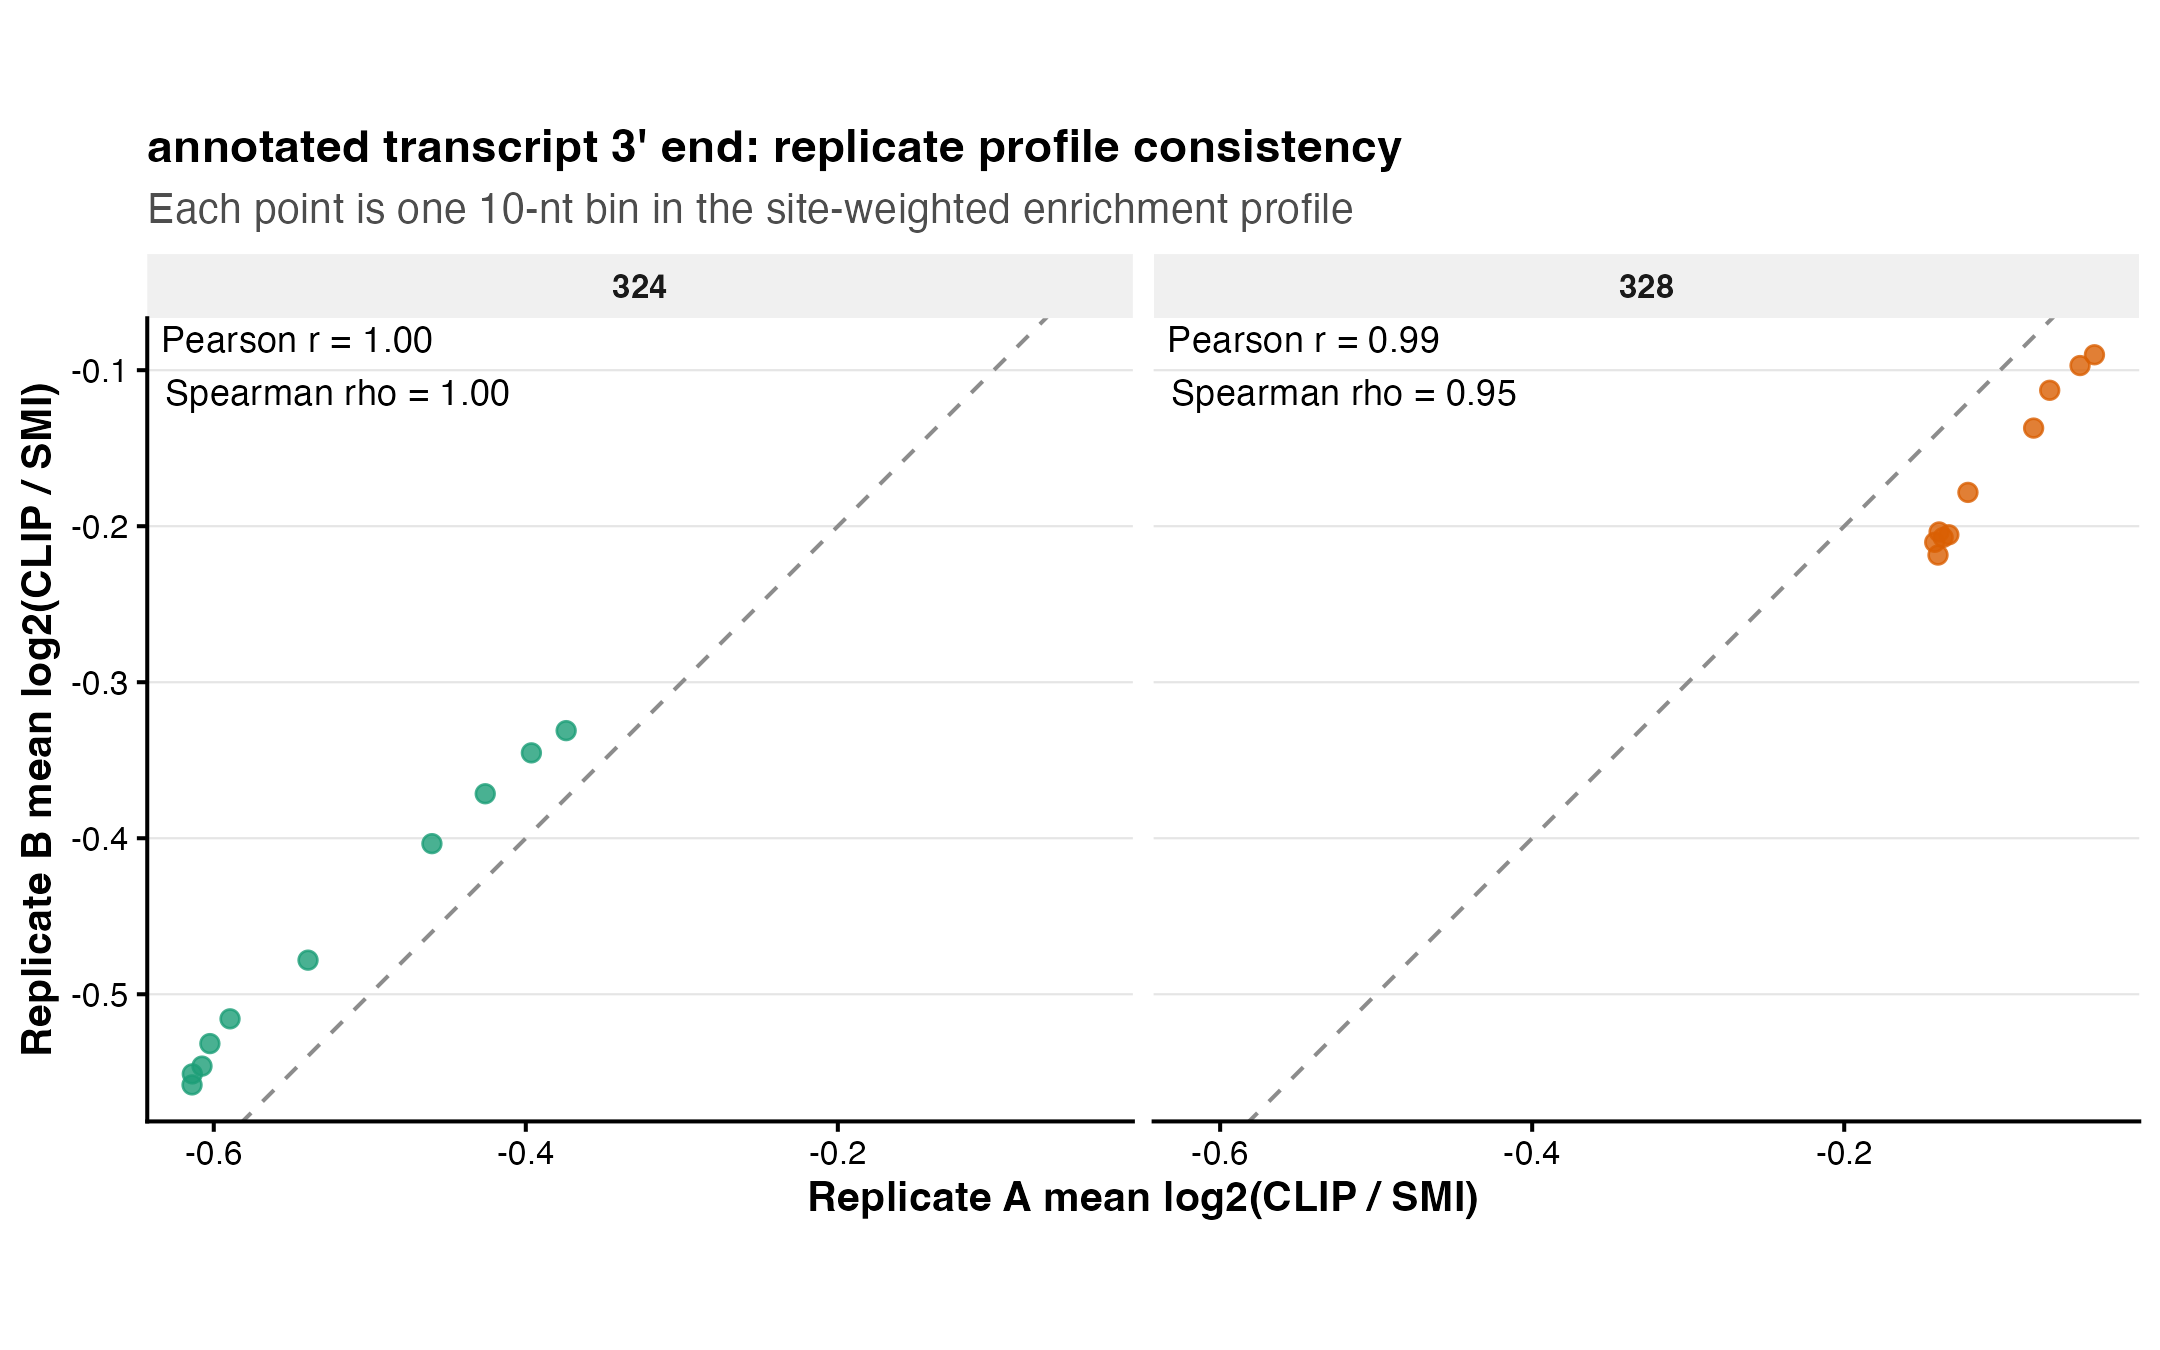 annotated transcript 3' end: replicate profile consistency
Each point is one 10-nt bin in the site-weighted enrichment profile
324
328
Pearson r = 1.00
Spearman rho = 1.00
Pearson r = 0.99
Spearman rho = 0.95
Replicate B mean log2(CLIP / SMI)
-0.1
-0.2
-0.3
-0.4
-0.5
-0.6
-0.4
-0.2
-0.6
-0.4
-0.2
Replicate A mean log2(CLIP / SMI)